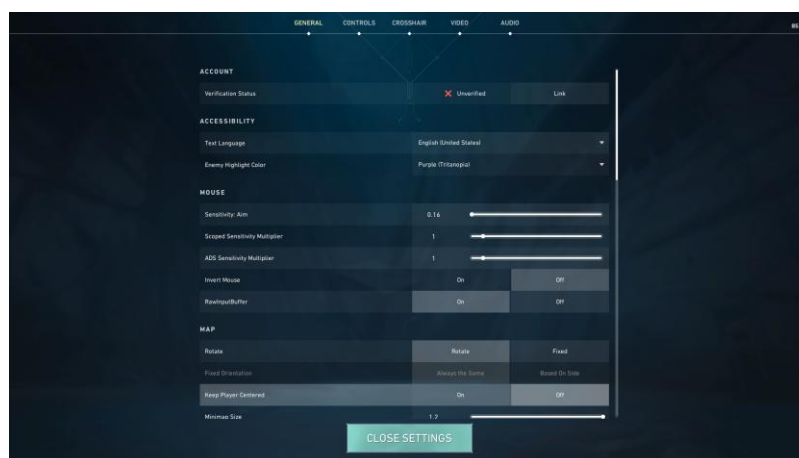 GENERAL CONTROLS CROSSHAIR VIDEO AUDIO
ACCOUNT
Verification Status Unverified Link
ACCESSIBILITY
Text Language English (United States)
Enemy Highlight Color Purple (Tritanopia)
MOUSE
Sensitivity: Aim 0.16
Scoped Sensitivity Multiplier 1
ADS Sensitivity Multiplier 1
Invert Mouse On Off
RawInputBuffer On Off
MAP
Rotate Rotate Fixed
Fixed Orientation Always the Same Based On Side
Keep Player Centered On Off
Minimap Size 1.2
CLOSE SETTINGS